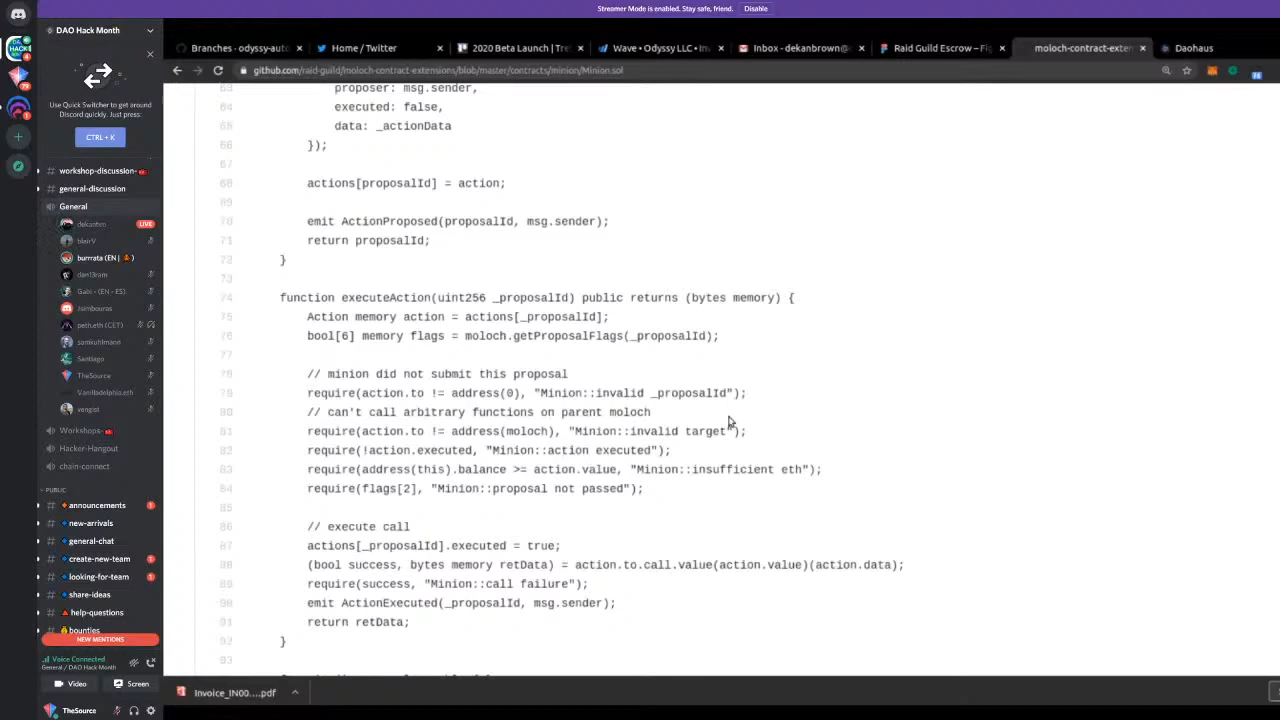 Streamer Mode is enabled. Stay safe, friend. Disable
DAO Hack Month
Use Quick Switcher to get around
Discord quickly. Just press:
CTRL + K
workshop-discussion-
general-discussion
General
dekanbro
LIVE
blairV
burrrata (EN |
dan13ram
Galxi - (EN - ES)
Jsimbouras
peth.eth (CET)
samkuhlmann
Santiago
TheSource
Vanilladelphia.eth
vengist
Workshops-
Hacker-Hangout
chain-connect
PUBLIC
announcements 1
new-arrivals
general-chat
create-new-team 1
looking-for-team 1
share-ideas
help-questions
bounties
NEW MENTIONS
Voice Connected
General / DAO Hack Month
Video
Screen
TheSource
Branches · odyssy-auto
Home / Twitter
2020 Beta Launch | Tre
Wave • Odyssy LLC • In
Inbox - dekanbrown@
Raid Guild Escrow – Fig
moloch-contract-exten
Daohaus
github.com/raid-guild/moloch-contract-extensions/blob/master/contracts/minion/Minion.sol
63 proposer: msg.sender,
64 executed: false,
65 data: _actionData
66 });
67
68 actions[proposalId] = action;
69
70 emit ActionProposed(proposalId, msg.sender);
71 return proposalId;
72 }
73
74 function executeAction(uint256 _proposalId) public returns (bytes memory) {
75 Action memory action = actions[_proposalId];
76 bool[6] memory flags = moloch.getProposalFlags(_proposalId);
77
78 // minion did not submit this proposal
79 require(action.to != address(0), "Minion::invalid _proposalId");
80 // can't call arbitrary functions on parent moloch
81 require(action.to != address(moloch), "Minion::invalid target");
82 require(!action.executed, "Minion::action executed");
83 require(address(this).balance >= action.value, "Minion::insufficient eth");
84 require(flags[2], "Minion::proposal not passed");
85
86 // execute call
87 actions[_proposalId].executed = true;
88 (bool success, bytes memory retData) = action.to.call.value(action.value)(action.data);
89 require(success, "Minion::call failure");
90 emit ActionExecuted(_proposalId, msg.sender);
91 return retData;
92 }
93
Invoice_IN00....pdf